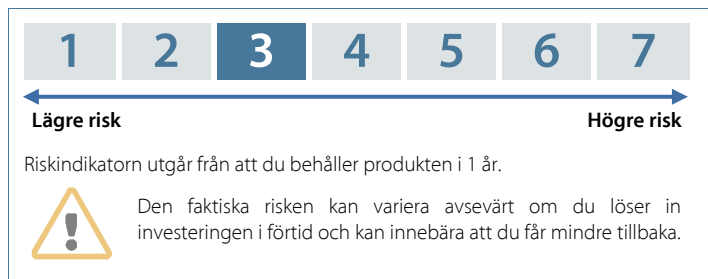 1 2 3 4 5 6 7
Lägre risk Högre risk
Riskindikatorn utgår från att du behåller produkten i 1 år.
Den faktiska risken kan variera avsevärt om du löser in
investeringen i förtid och kan innebära att du får mindre tillbaka.